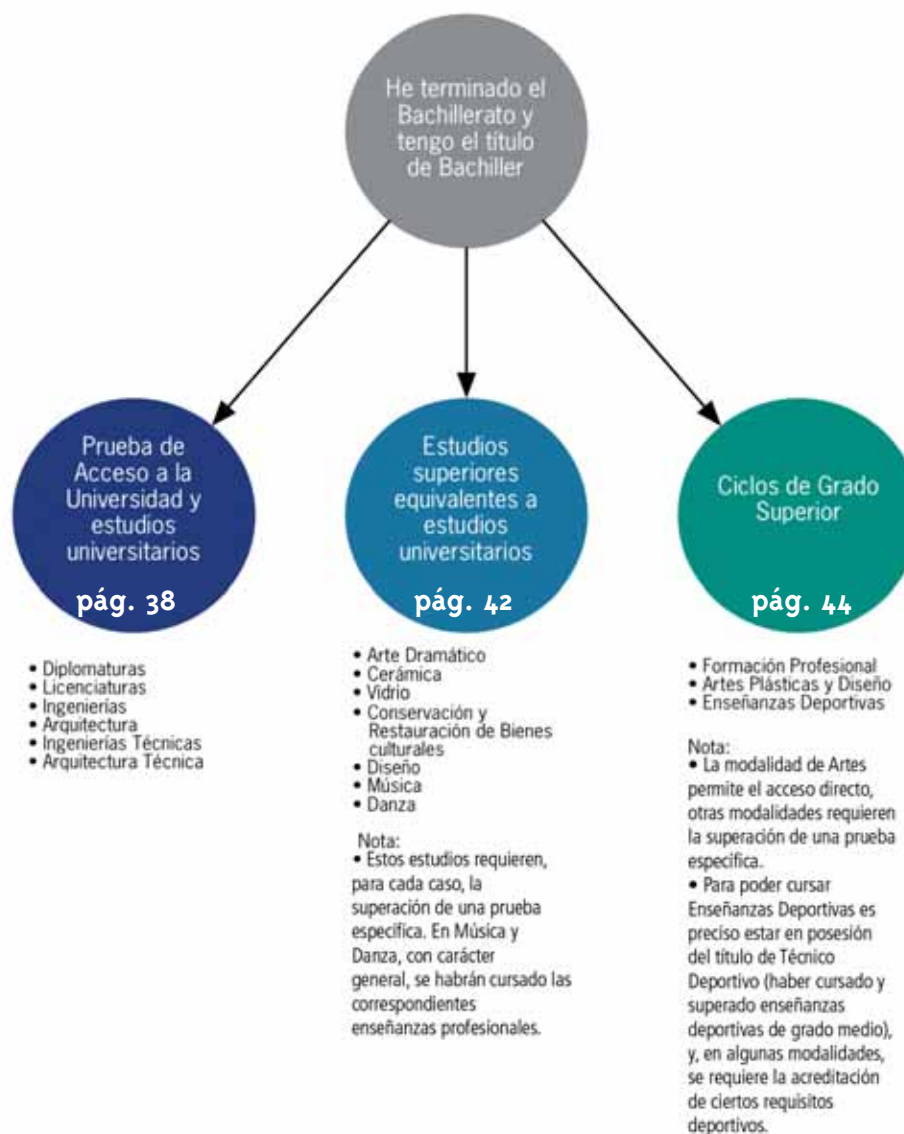 He terminado el
Bachillerato y
tengo el título
de Bachiller
Prueba de
Acceso a la
Universidad y
estudios
universitarios
pág. 38
• Diplomaturas
• Licenciaturas
• Ingenierías
• Arquitectura
• Ingenierías Técnicas
• Arquitectura Técnica
Estudios
superiores
equivalentes a
estudios
universitarios
pág. 42
• Arte Dramático
• Cerámica
• Vidrio
• Conservación y
Restauración de Bienes
culturales
• Diseño
• Música
• Danza
Nota:
• Estos estudios requieren,
para cada caso, la
superación de una prueba
específica. En Música y
Danza, con carácter
general, se habrán cursado las
correspondientes
enseñanzas profesionales.
Ciclos de Grado
Superior
pág. 44
• Formación Profesional
• Artes Plásticas y Diseño
• Enseñanzas Deportivas
Nota:
• La modalidad de Artes
permite el acceso directo,
otras modalidades requieren
la superación de una prueba
específica.
• Para poder cursar
Enseñanzas Deportivas es
preciso estar en posesión
del título de Técnico
Deportivo (haber cursado y
superado enseñanzas
deportivas de grado medio),
y, en algunas modalidades,
se requiere la acreditación
de ciertos requisitos
deportivos.